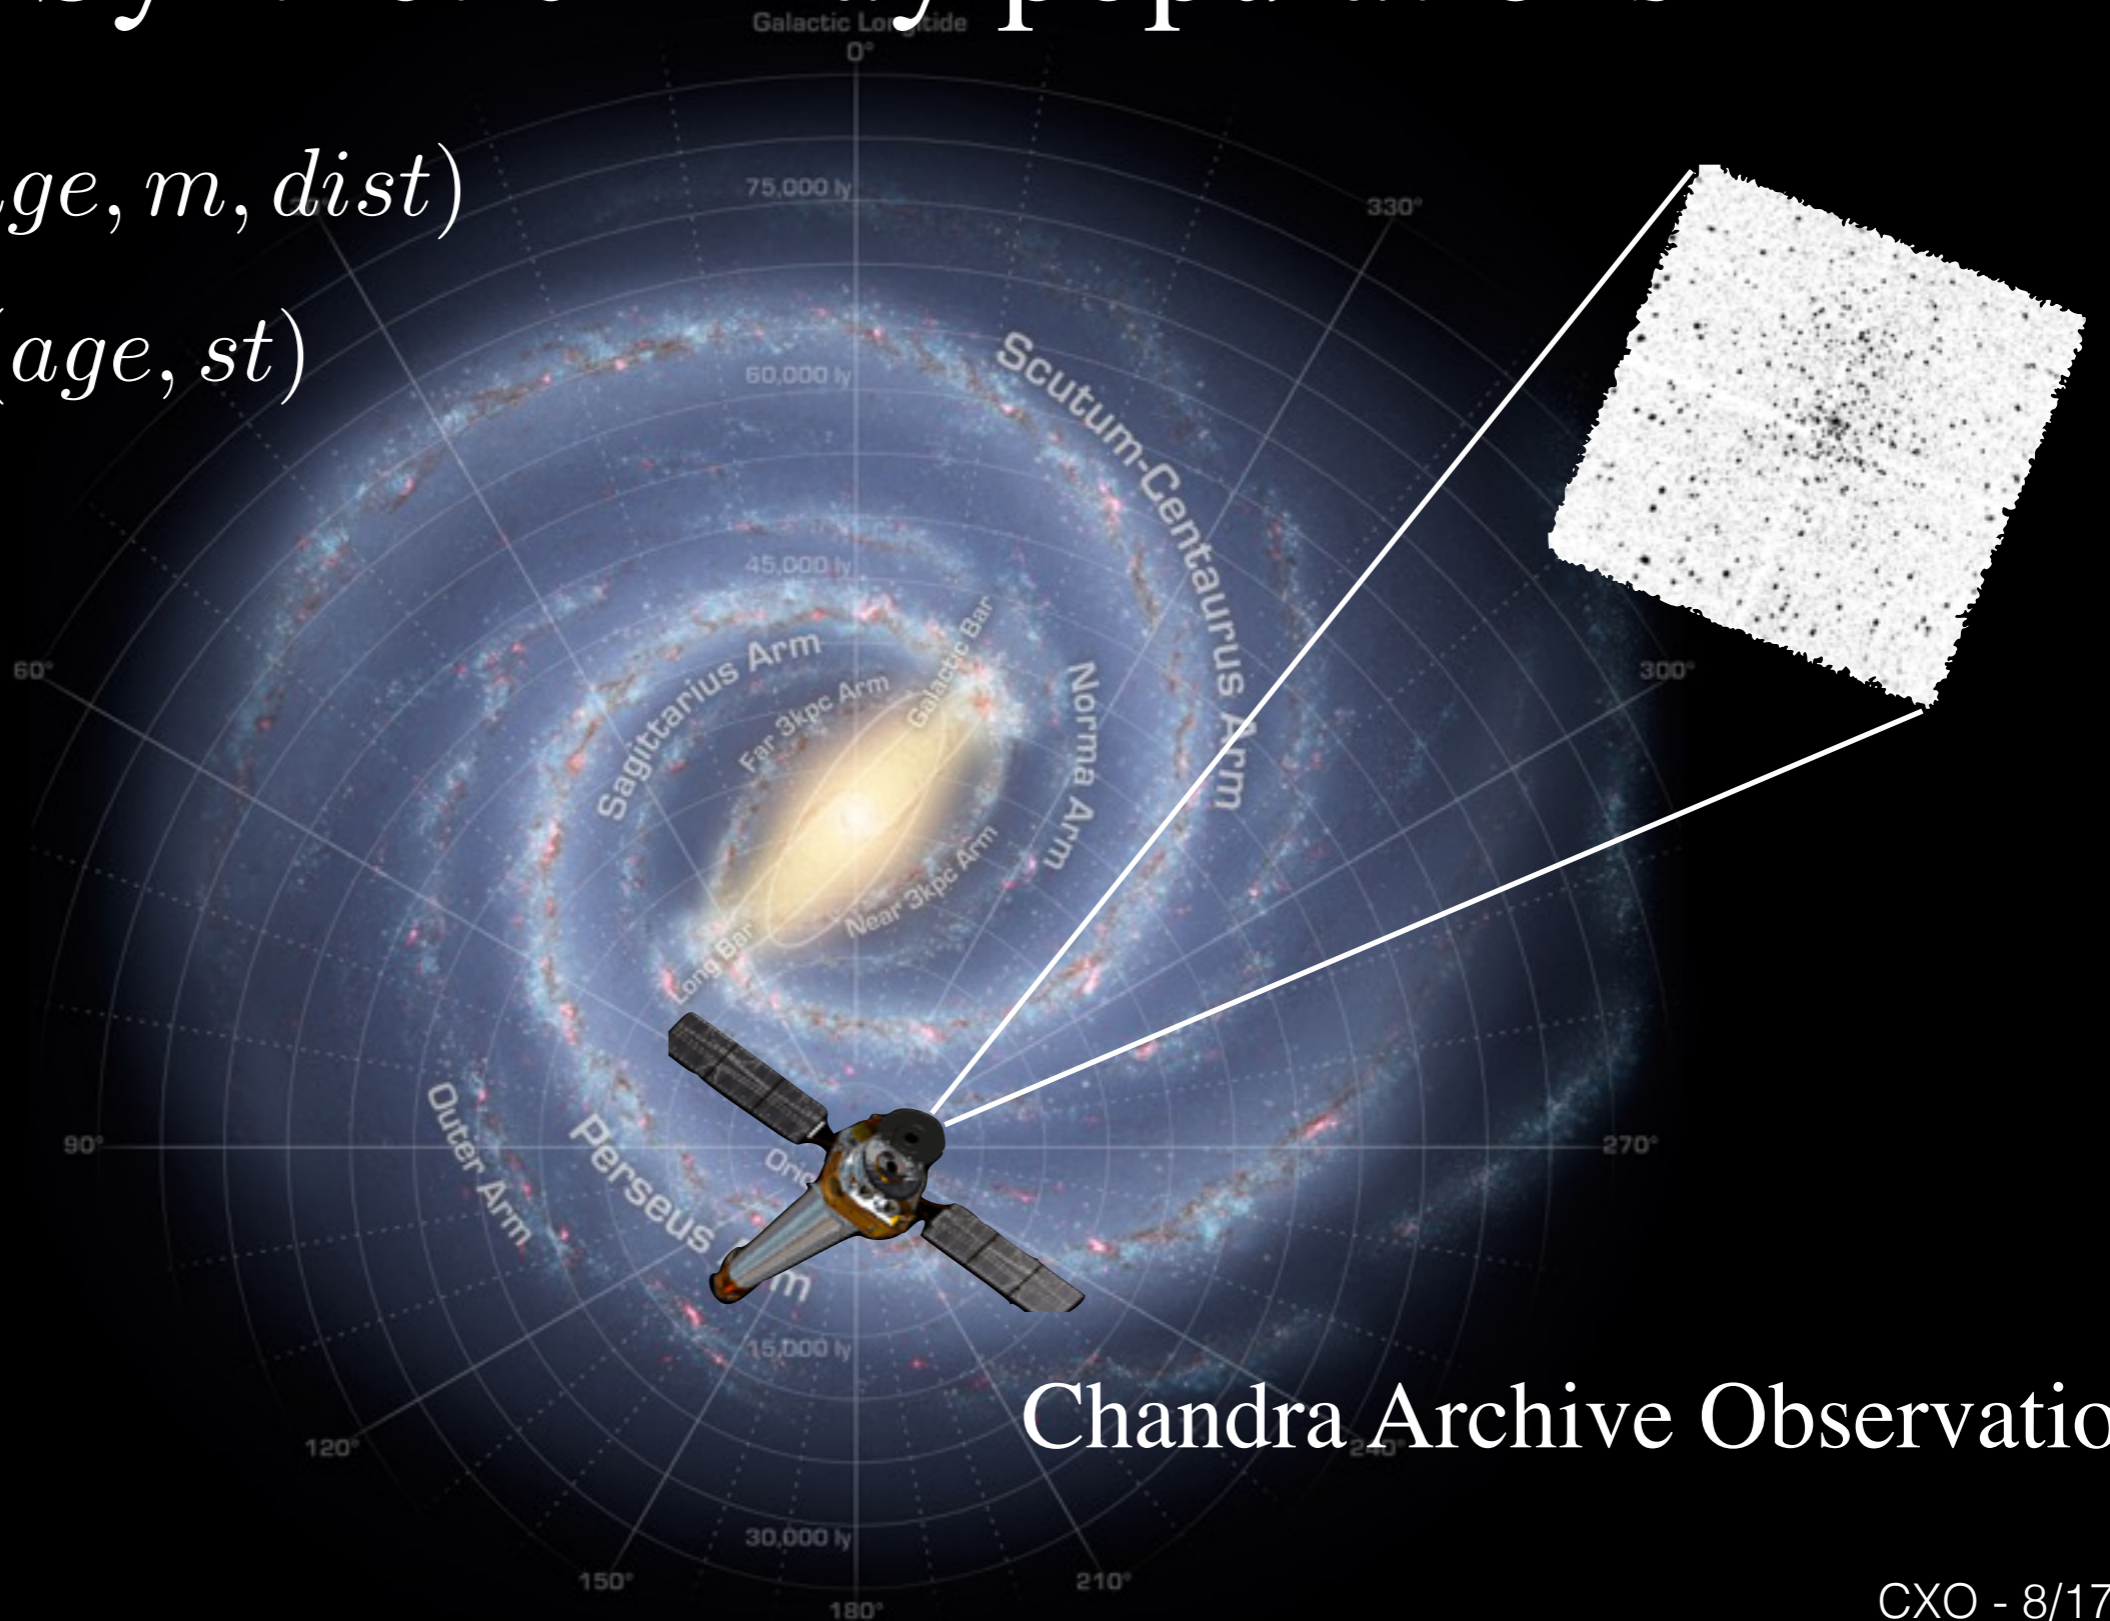 Galactic Longitude
0°
ge, m, dist)
75,000 ly
330°
(age, st)
60,000 ly
Scutum-Centaurus Arm
45,000 ly
Galactic Bar
Sagittarius Arm
60°
300°
Far 3kpc Arm
Norma Arm
Near 3kpc Arm
Long Bar
Outer Arm
90°
270°
Perseus
15,000 ly
Chandra Archive
120°
240°
30,000 ly
150°
210°
180°
CXO - 8/17